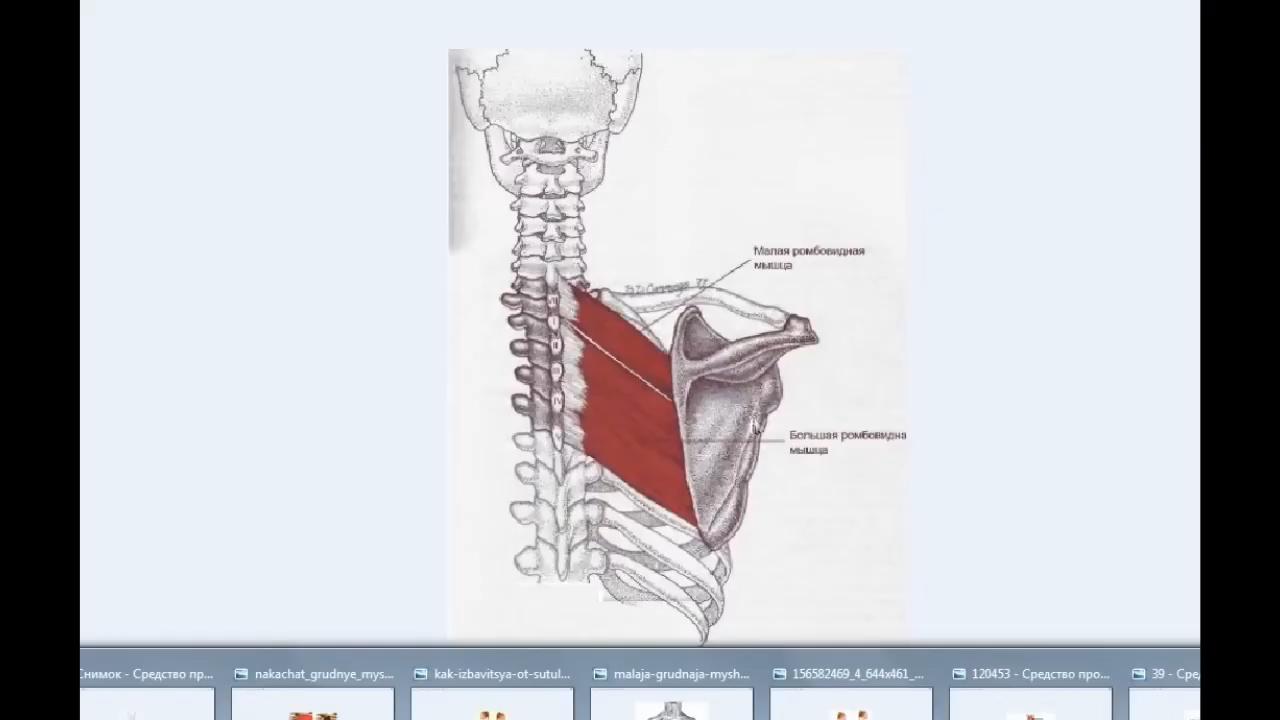 Малая ромбовидная
мышца
Большая ромбовидна
мышца
Снимок - Средство пр...
nakachat_grudnye_mys...
kak-izbavitsya-ot-sutul...
malaja-grudnaja-mysh...
156582469_4_644x461_...
120453 - Средство про...
39 - Сре